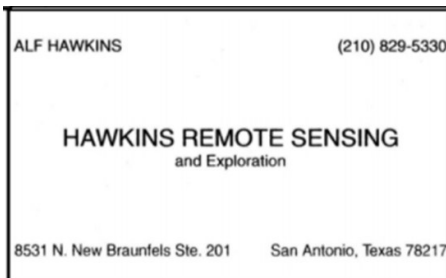 ALF HAWKINS (210) 829-5330
HAWKINS REMOTE SENSING
and Exploration
8531 N. New Braunfels Ste. 201 San Antonio, Texas 78217